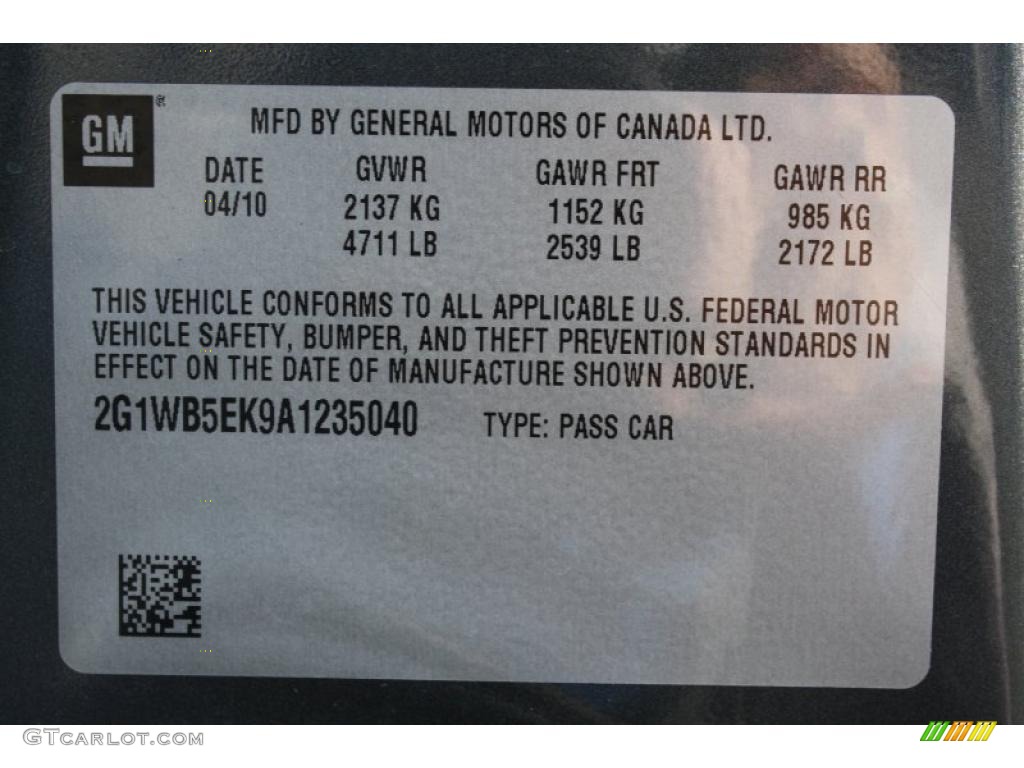 GM ®
MFD BY GENERAL MOTORS OF CANADA LTD.
DATE GVWR GAWR FRT GAWR RR
04/10 2137 KG 1152 KG 985 KG
4711 LB 2539 LB 2172 LB
THIS VEHICLE CONFORMS TO ALL APPLICABLE U.S. FEDERAL MOTOR
VEHICLE SAFETY, BUMPER, AND THEFT PREVENTION STANDARDS IN
EFFECT ON THE DATE OF MANUFACTURE SHOWN ABOVE.
2G1WB5EK9A1235040 TYPE: PASS CAR
GTCARLOT.COM